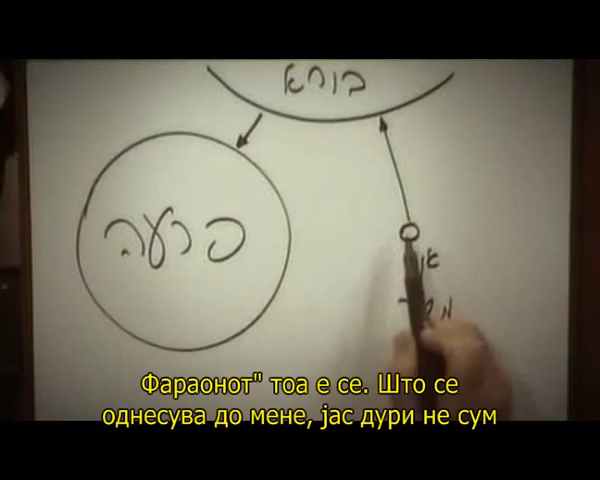 בורא
פרעה
Фараонот" тоа е се. Што се
однесува до мене, јас дури не сум